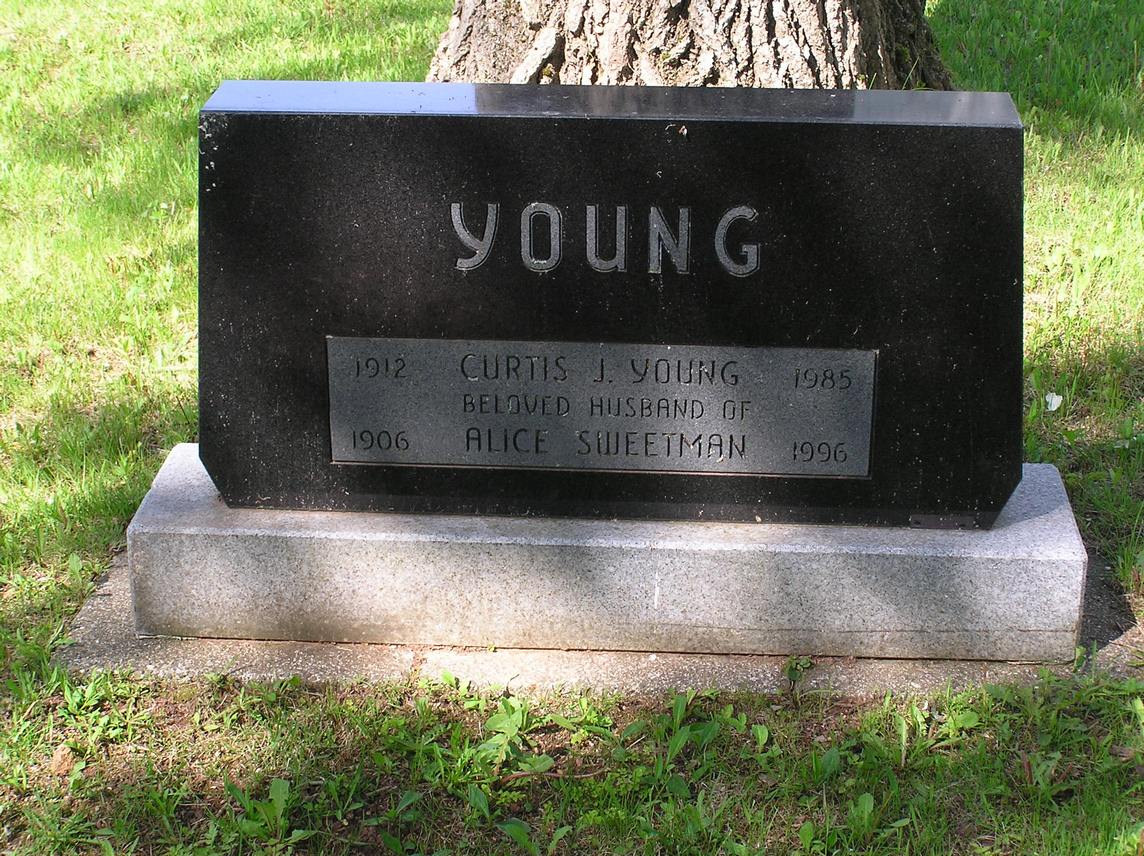 YOUNG
1912 CURTIS J. YOUNG 1985
BELOVED HUSBAND OF
1906 ALICE SWEETMAN 1996